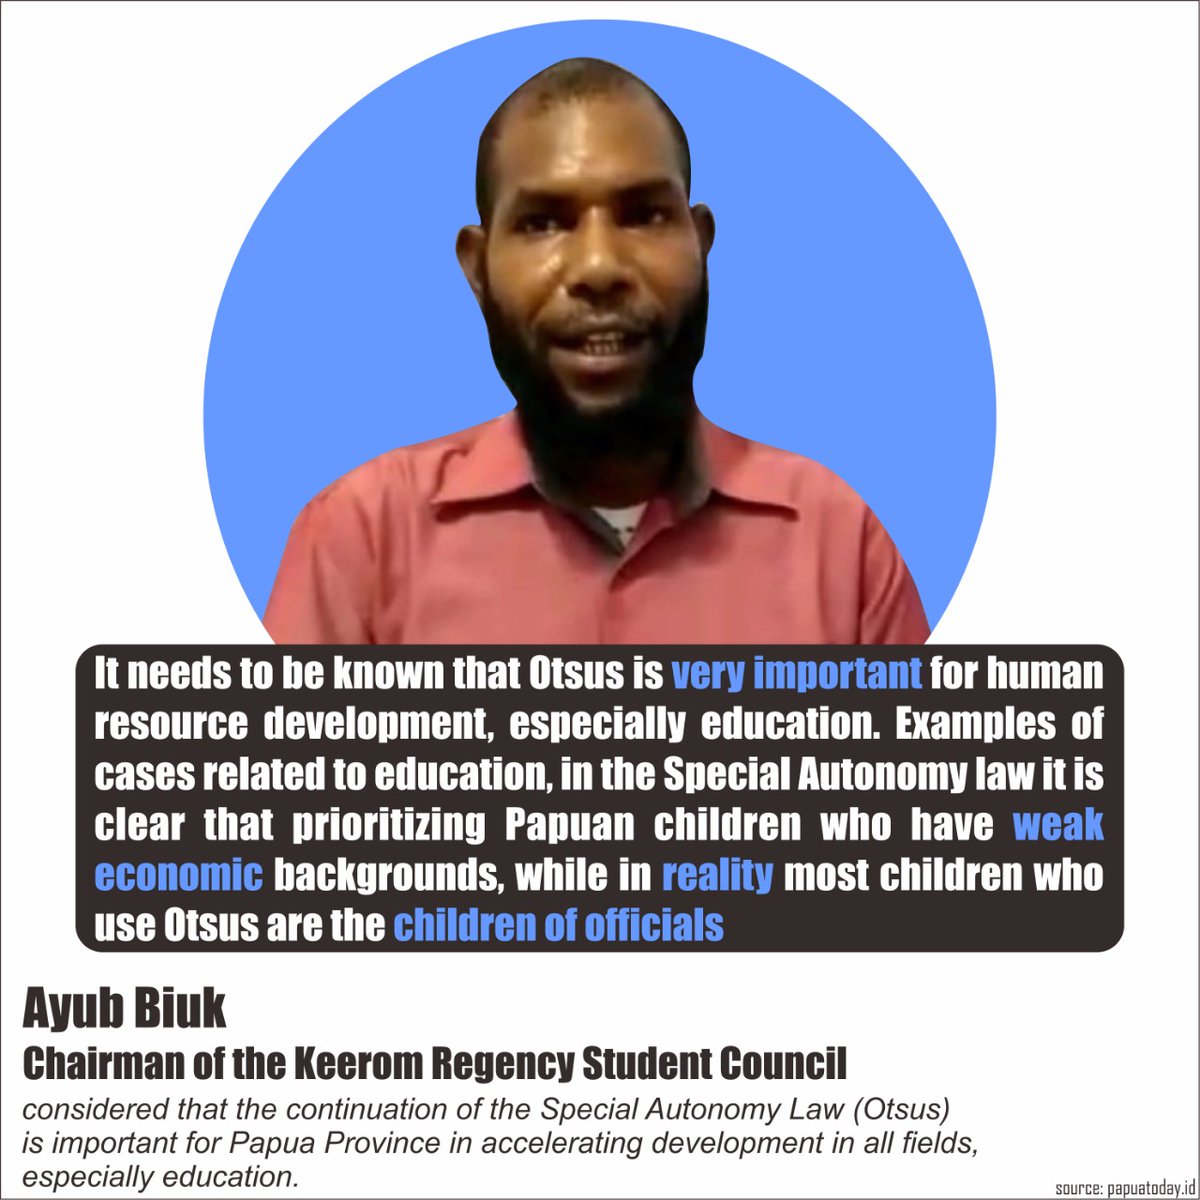 It needs to be known that Otsus is very important for human
resource development, especially education. Examples of
cases related to education, in the Special Autonomy law it is
clear that prioritizing Papuan children who have weak
economic backgrounds, while in reality most children who
use Otsus are the children of officials
Ayub Biuk
Chairman of the Keerom Regency Student Council
considered that the continuation of the Special Autonomy Law (Otsus)
is important for Papua Province in accelerating development in all fields,
especially education.
source: papuatoday.id